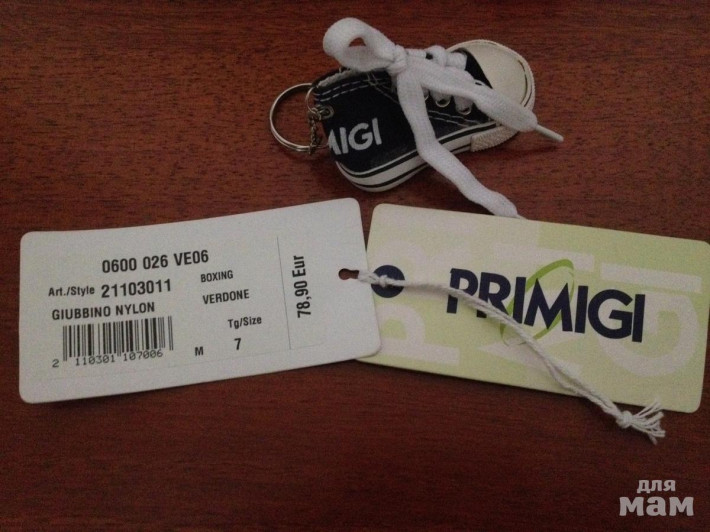 MIGI
0600 026 VE06
Art./Style 21103011 BOXING
GIUBBINO NYLON VERDONE
Tg/Size
M 7
2 110301 107006
78,90 Eur
PRIMIGI
для
мам